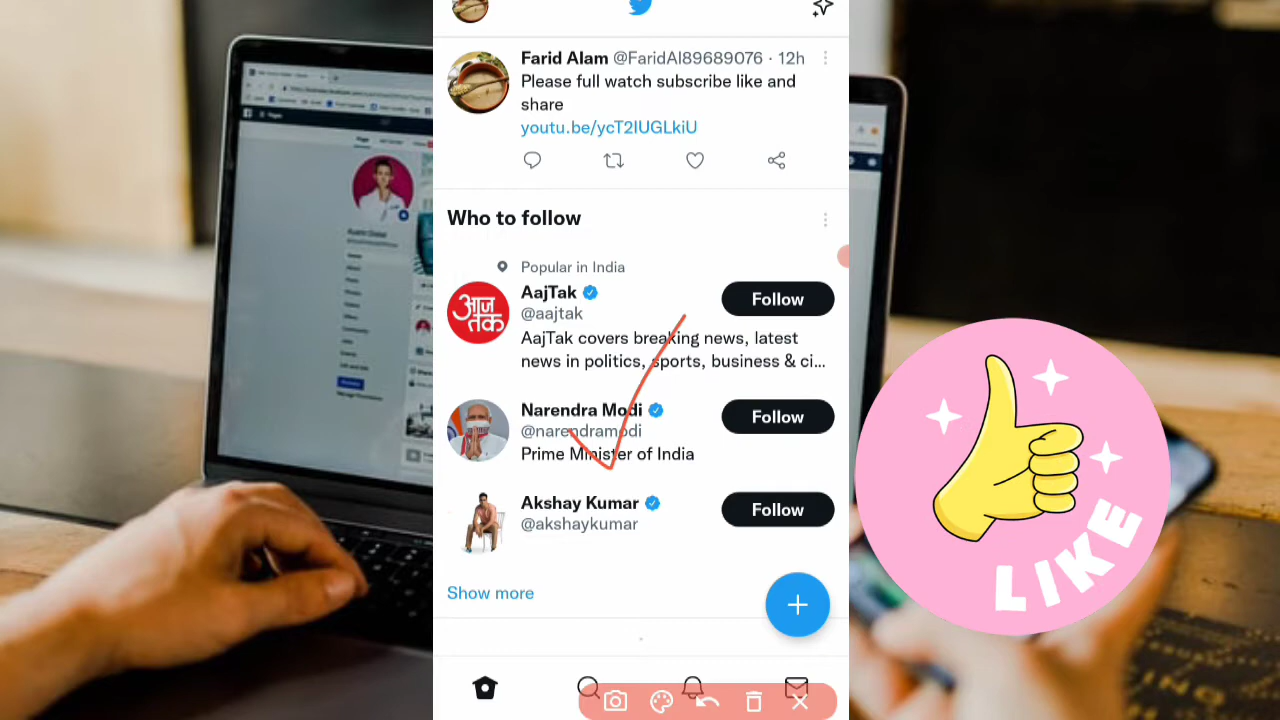 Farid Alam @FaridAl89689076 · 12h
Please full watch subscribe like and
share
youtu.be/ycT2IUGLkiU
Who to follow
Popular in India
AajTak
@aajtak
Follow
आज
तक
AajTak covers breaking news, latest
news in politics, sports, business & ci...
Narendra Modi
@narendramodi
Follow
Prime Minister of India
Akshay Kumar
@akshaykumar
Follow
Show more
LIKE